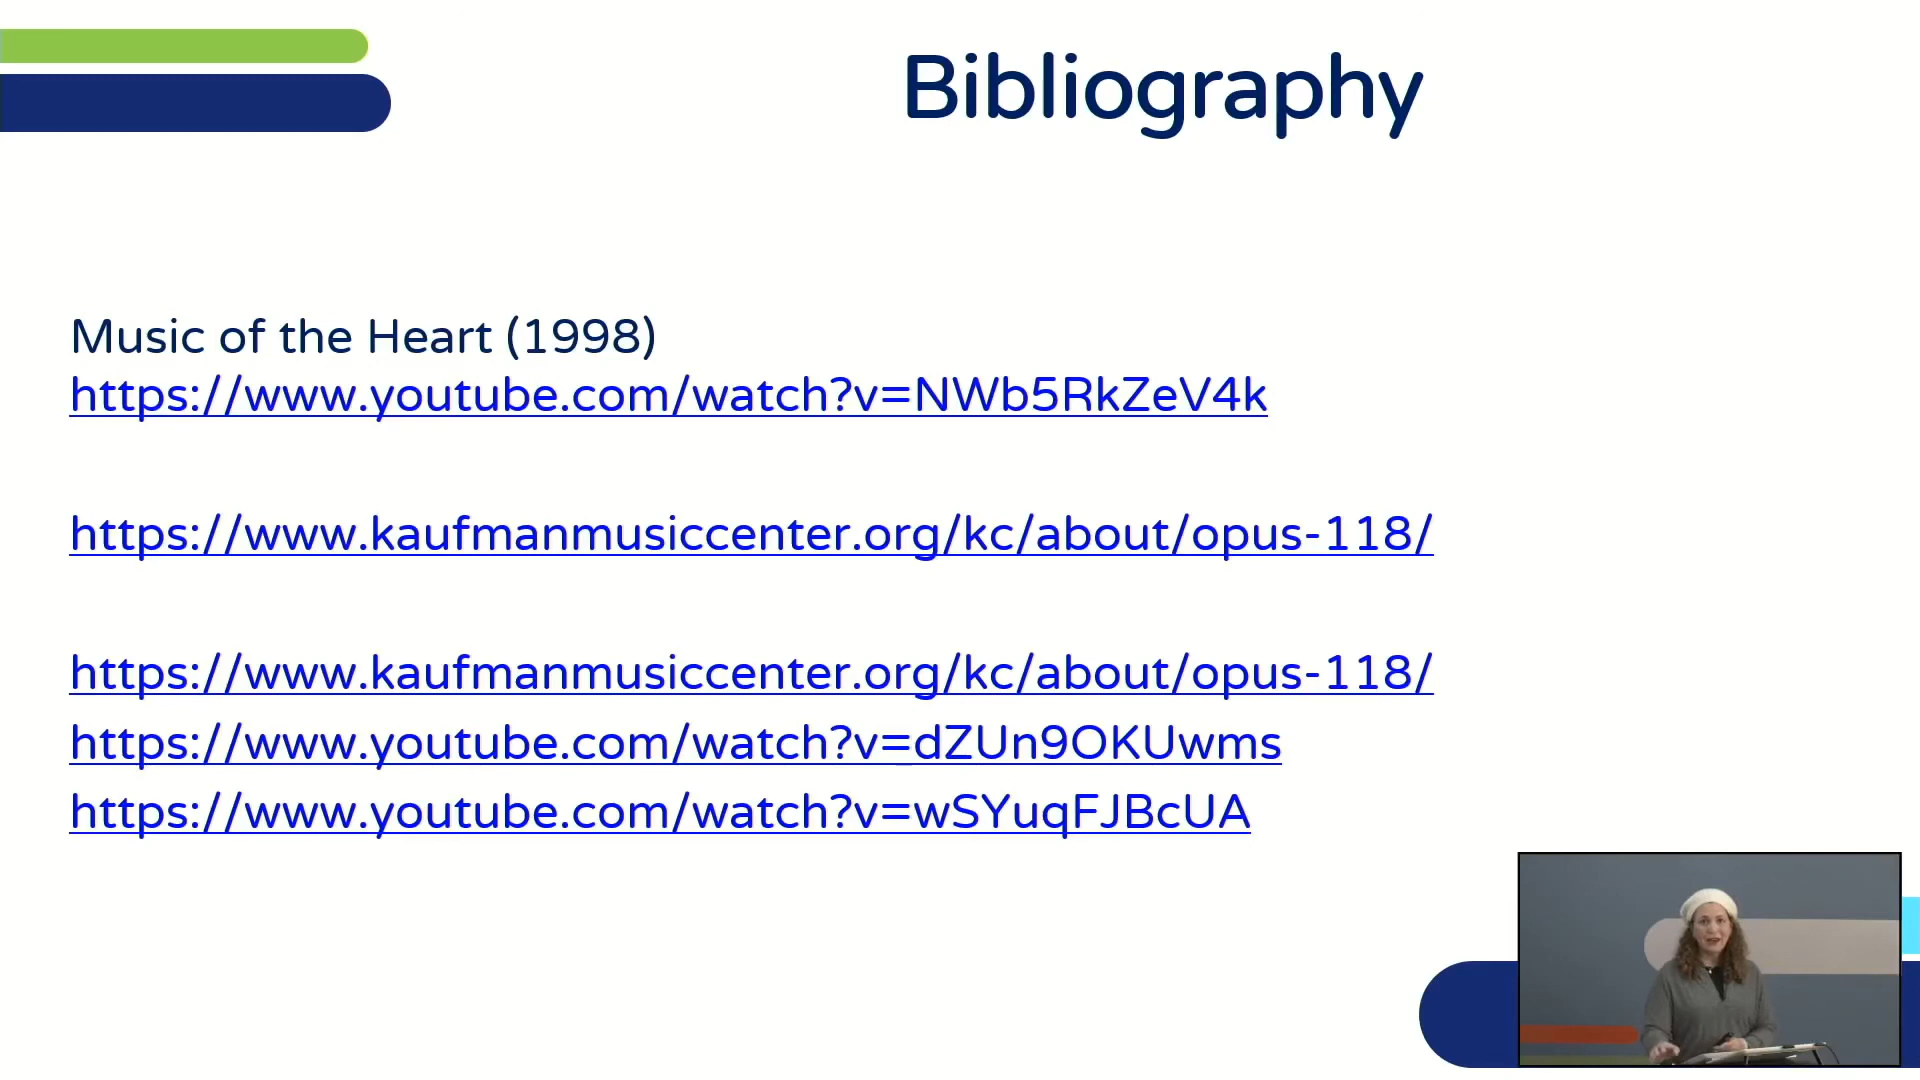 Bibliography
Music of the Heart (1998)
https://www.youtube.com/watch?v=NWb5RkZeV4k
https://www.kaufmanmusiccenter.org/kc/about/opus-118/
https://www.kaufmanmusiccenter.org/kc/about/opus-118/
https://www.youtube.com/watch?v=dZUn9OKUwms
https://www.youtube.com/watch?v=wSYuqFJBcUA